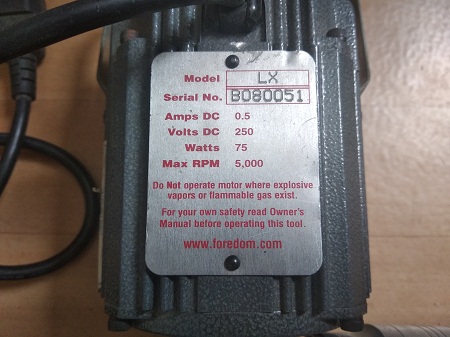 Model LX
Serial No. B080051
Amps DC 0.5
Volts DC 250
Watts 75
Max RPM 5,000
Do Not operate motor where explosive
vapors or flammable gas exist.
For your own safety read Owner's
Manual before operating this tool.
www.foredom.com